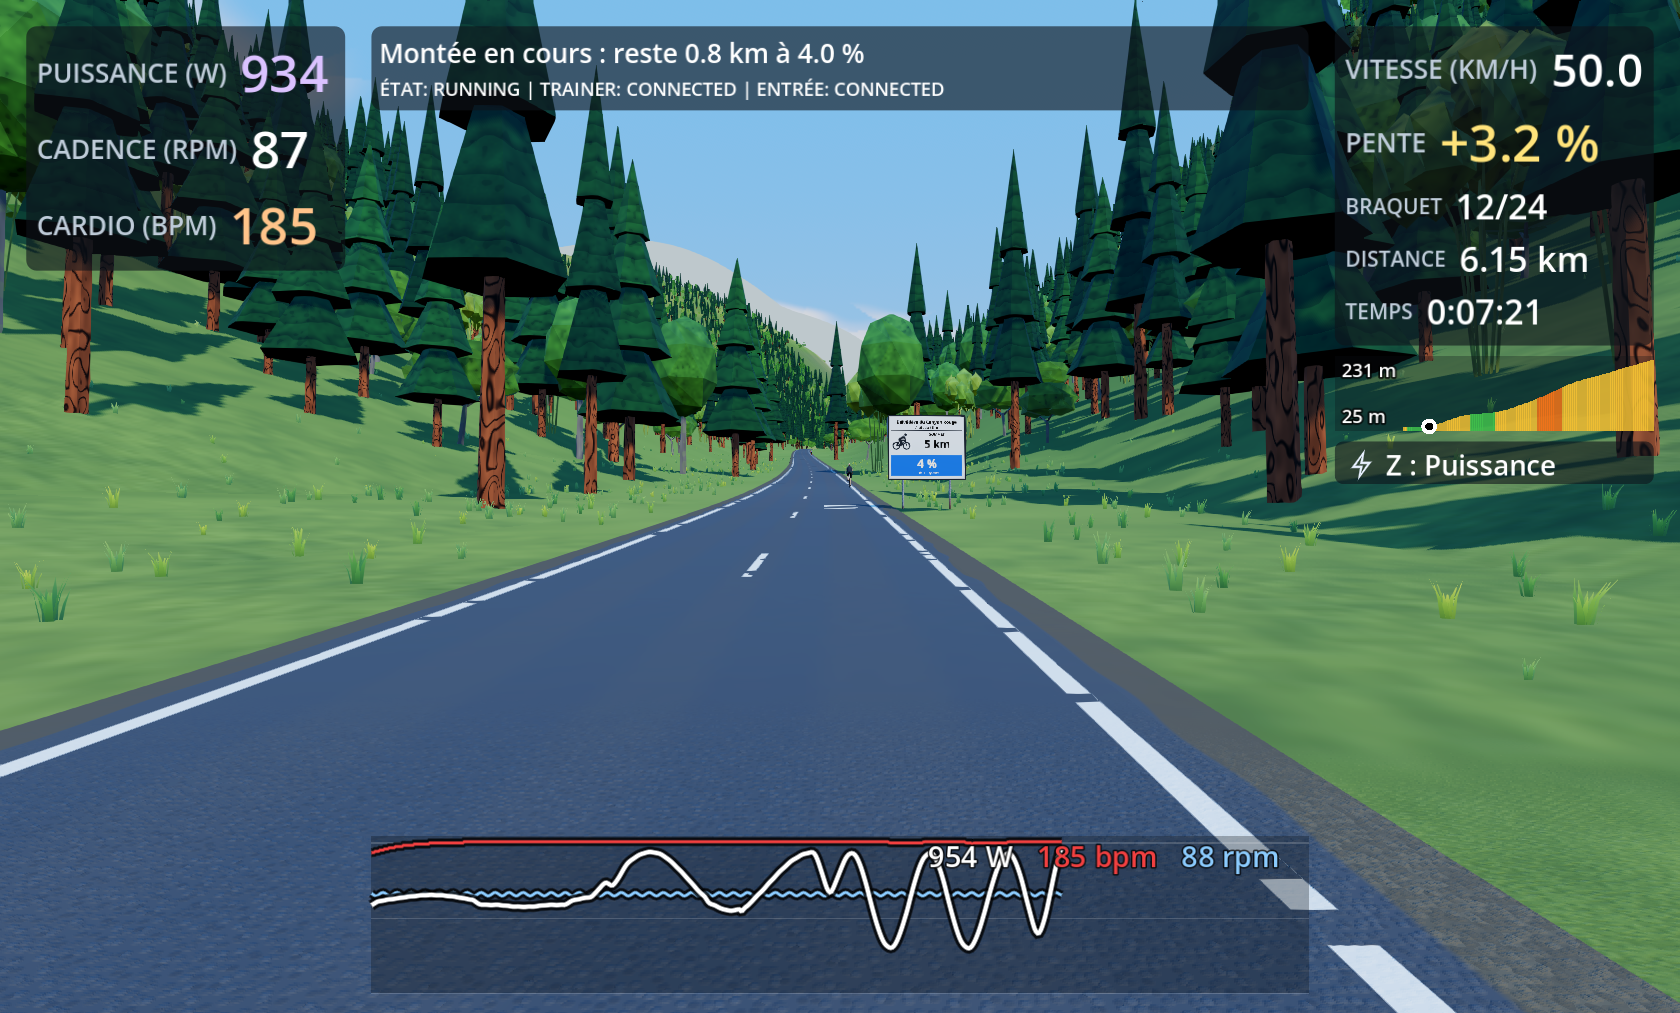 PUISSANCE (W) 934
CADENCE (RPM) 87
CARDIO (BPM) 185
Montée en cours : reste 0.8 km à 4.0 %
ÉTAT: RUNNING | TRAINER: CONNECTED | ENTRÉE: CONNECTED
VITESSE (KM/H) 50.0
PENTE +3.2 %
BRAQUET 12/24
DISTANCE 6.15 km
TEMPS 0:07:21
231 m
25 m
Z : Puissance
5 km
4 %
954 W 185 bpm 88 rpm